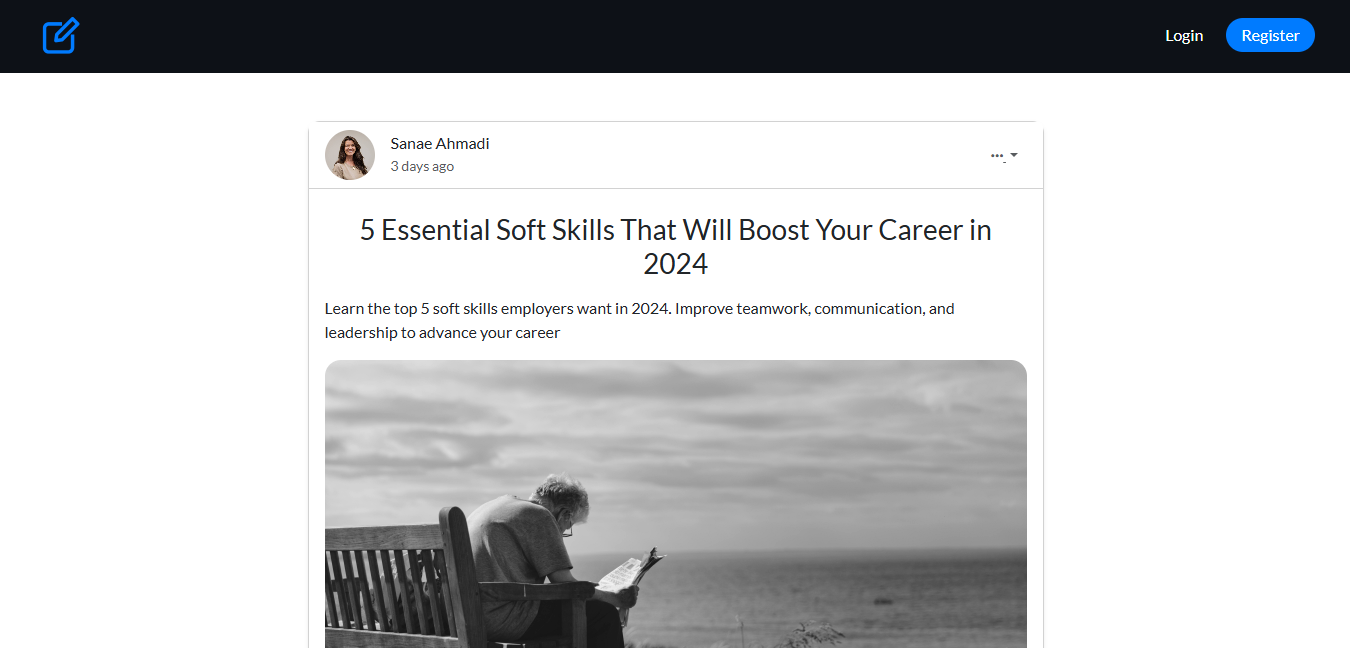 Login
Register
Sanae Ahmadi
3 days ago
5 Essential Soft Skills That Will Boost Your Career in
2024
Learn the top 5 soft skills employers want in 2024. Improve teamwork, communication, and
leadership to advance your career